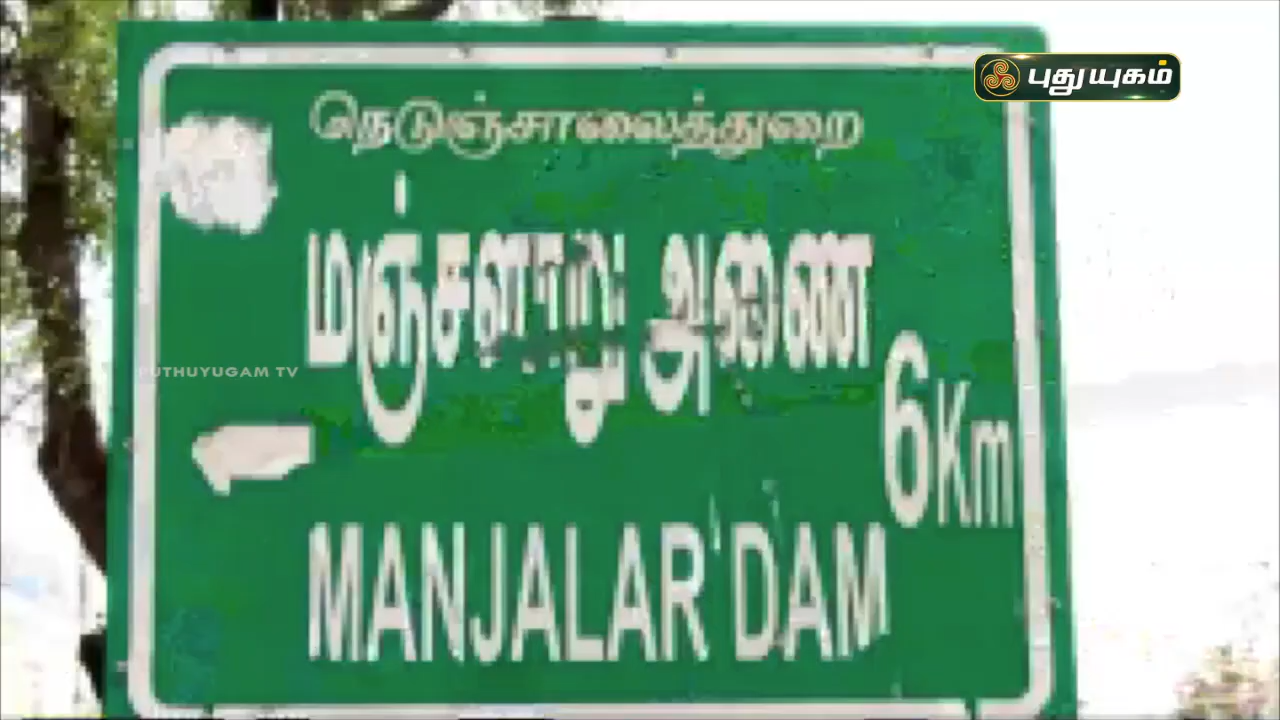 புதுயுகம்
நெடுஞ்சாலைத்துறை
மஞ்சளாறு அணை
PUTHUYUGAM TV
6Km
MANJALAR DAM